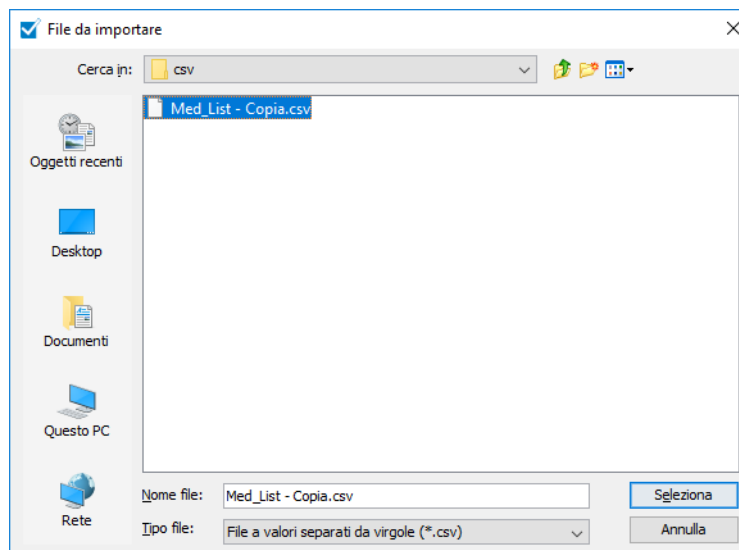 File da importare
Cerca in:
csv
Med_List - Copia.csv
Oggetti recenti
Desktop
Documenti
Questo PC
Rete
Nome file:
Med_List - Copia.csv
Seleziona
Tipo file:
File a valori separati da virgole (*.csv)
Annulla